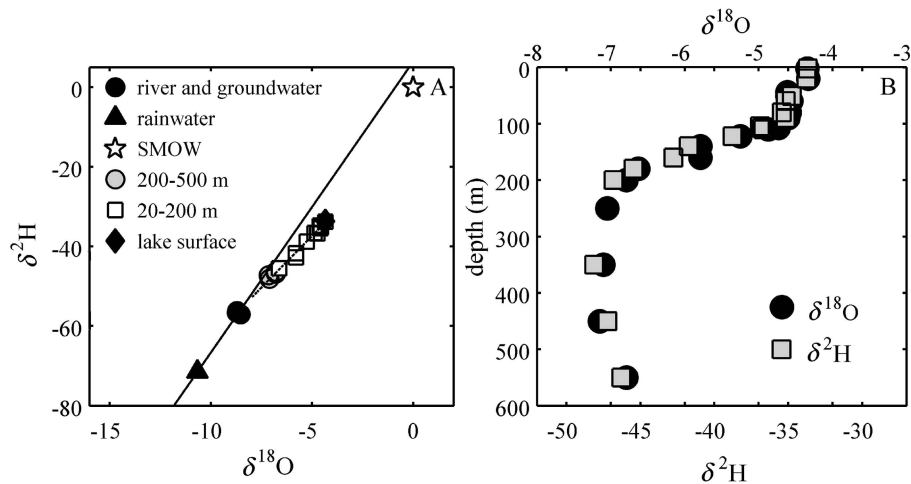 A
0
-20
-40
-60
-80
-15
-10
-5
0
δ²H
δ¹⁸O
river and groundwater
rainwater
SMOW
200-500 m
20-200 m
lake surface
δ¹⁸O
-8
-7
-6
-5
-4
-3
B
0
100
200
300
400
500
600
depth (m)
δ¹⁸O
δ²H
-50
-45
-40
-35
-30
δ²H